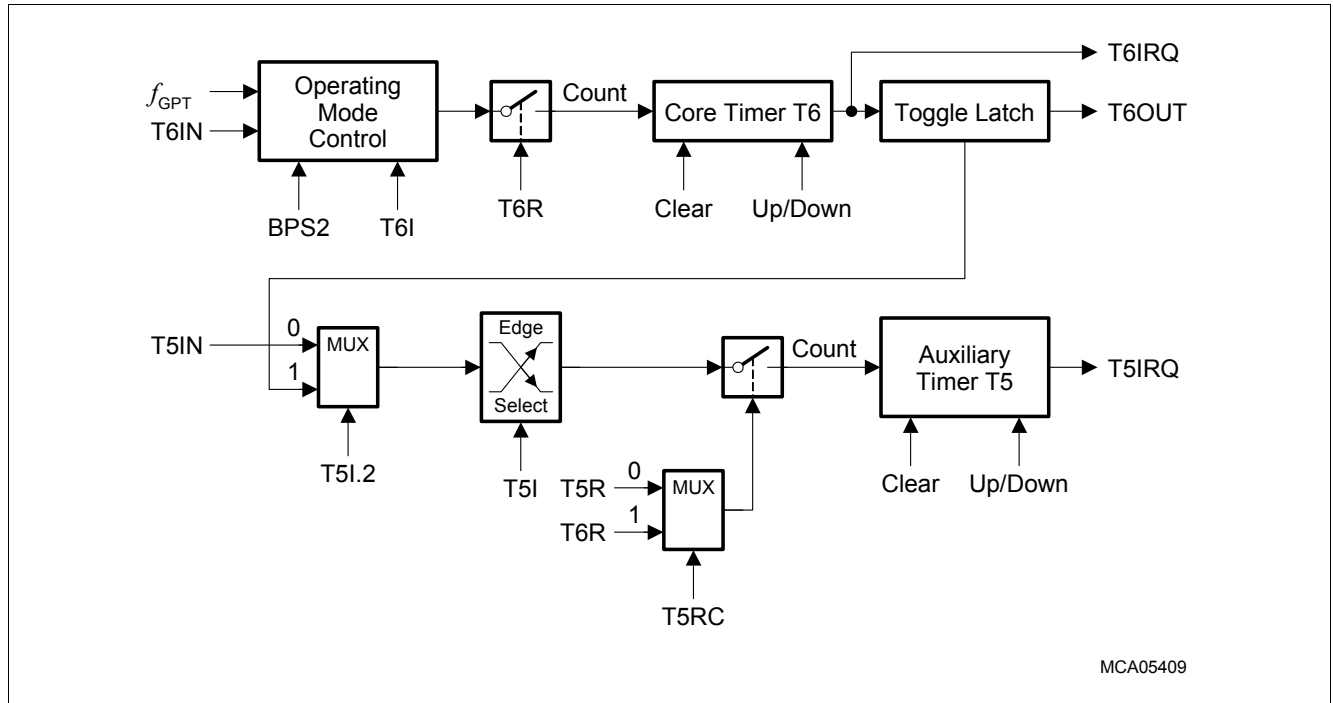 T6IRQ
fGPT
Operating
Mode
Control
Count
Core Timer T6
Toggle Latch
T6OUT
T6IN
T6R
Clear
Up/Down
BPS2
T6I
T5IN
0
1
MUX
Edge
Select
Count
Auxiliary
Timer T5
T5IRQ
T5I.2
T5I
T5R
0
MUX
T6R
1
Clear
Up/Down
T5RC
MCA05409